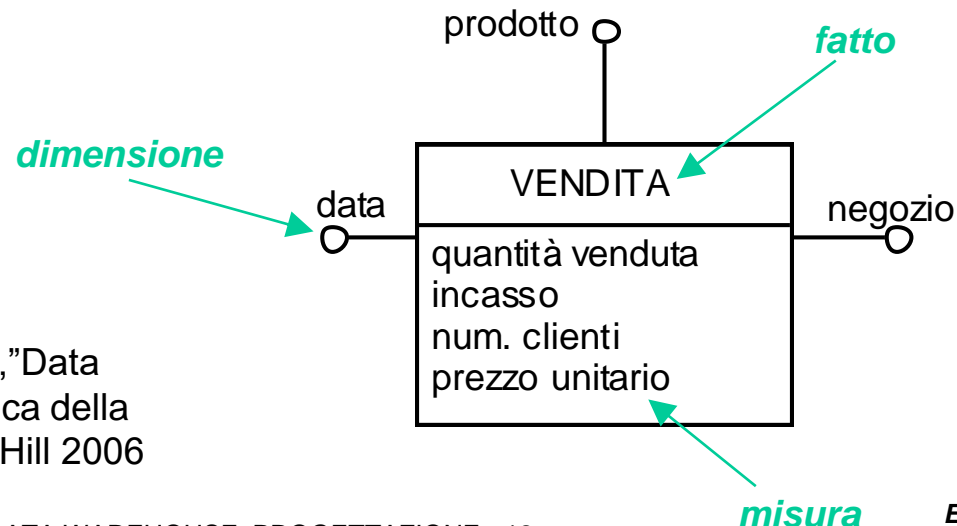 prodotto
fatto
dimensione
VENDITA
data
negozio
quantità venduta
incasso
num. clienti
prezzo unitario
,"Data
ca della
Hill 2006
misura